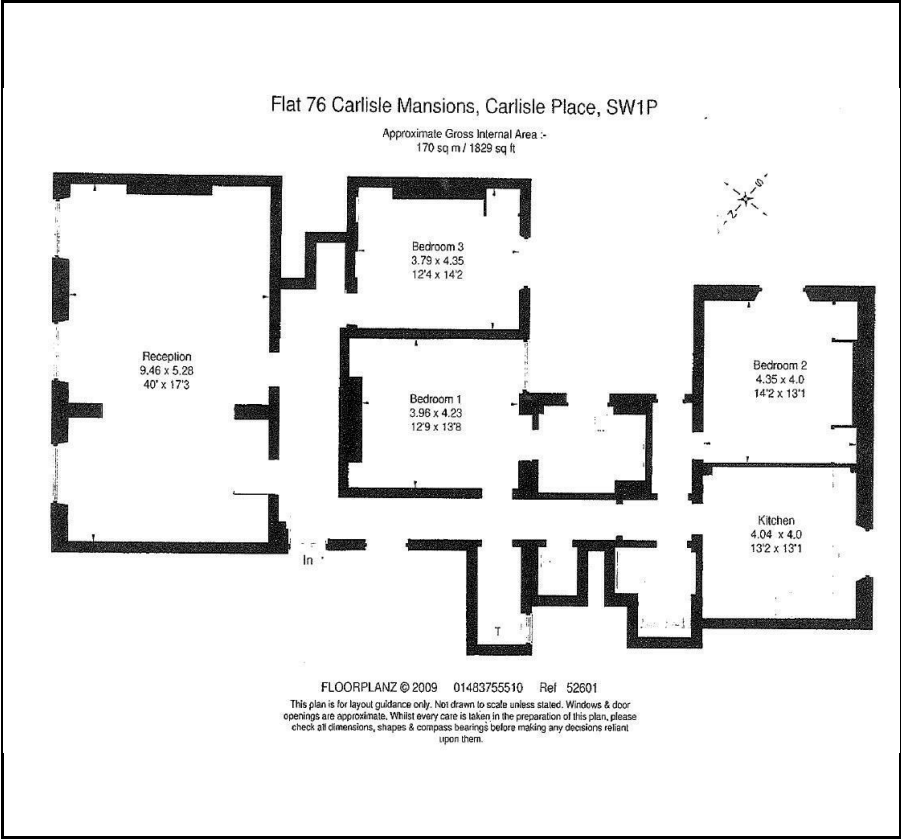 Flat 76 Carlisle Mansions, Carlisle Place, SW1P
Approximate Gross Internal Area :-
170 sq m / 1829 sq ft
N
S
Bedroom 3
3.79 x 4.35
12'4 x 14'2
Reception
9.46 x 5.28
40' x 17'3
Bedroom 1
3.96 x 4.23
12'9 x 13'8
Bedroom 2
4.35 x 4.0
14'2 x 13'1
Kitchen
4.04 x 4.0
13'2 x 13'1
In
T
FLOORPLANZ © 2009 01483755510 Ref 52601
This plan is for layout guidance only. Not drawn to scale unless stated. Windows & door
openings are approximate. Whilst every care is taken in the preparation of this plan, please
check all dimensions, shapes & compass bearings before making any decisions reliant
upon them.